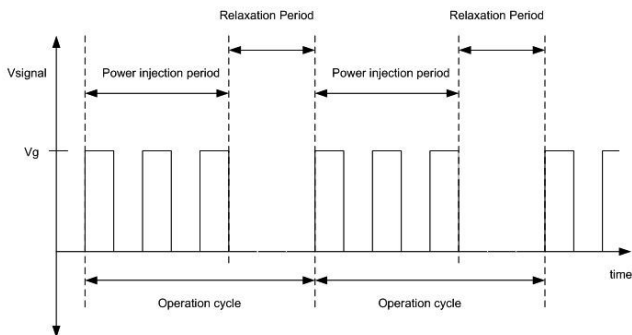 Relaxation Period
Relaxation Period
Vsignal
Power injection period
Power injection period
Vg
time
Operation cycle
Operation cycle